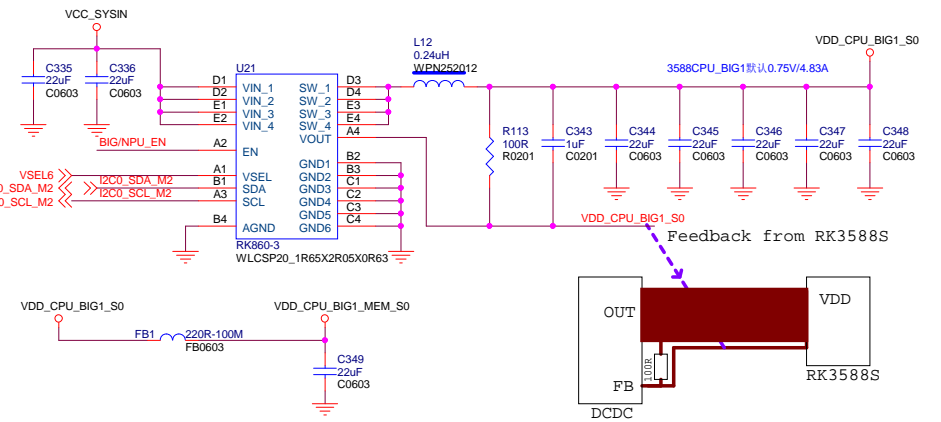 VCC_SYSIN
C335
22uF
C0603
C336
22uF
C0603
U21
D1 VIN_1 SW_1 D3
D2 VIN_2 SW_2 D4
E1 VIN_3 SW_3 E3
E2 VIN_4 SW_4 E4
VOUT A4
BIG/NPU_EN A2 EN
GND1 B2
VSEL6 A1 VSEL GND2 B3
0_SDA_M2 I2C0_SDA_M2 B1 SDA GND3 C1
0_SCL_M2 I2C0_SCL_M2 A3 SCL GND4 C2
GND5 C3
B4 AGND GND6 C4
RK860-3
WLCSP20_1R65X2R05X0R63
L12
0.24uH
WPN252012
VDD_CPU_BIG1_S0
3588CPU_BIG1默认0.75V/4.83A
R113
100R
R0201
C343
1uF
C0201
C344
22uF
C0603
C345
22uF
C0603
C346
22uF
C0603
C347
22uF
C0603
C348
22uF
C0603
VDD_CPU_BIG1_S0
Feedback from RK3588S
OUT
VDD
100R
FB
RK3588S
DCDC
VDD_CPU_BIG1_S0
VDD_CPU_BIG1_MEM_S0
FB1
220R-100M
FB0603
C349
22uF
C0603